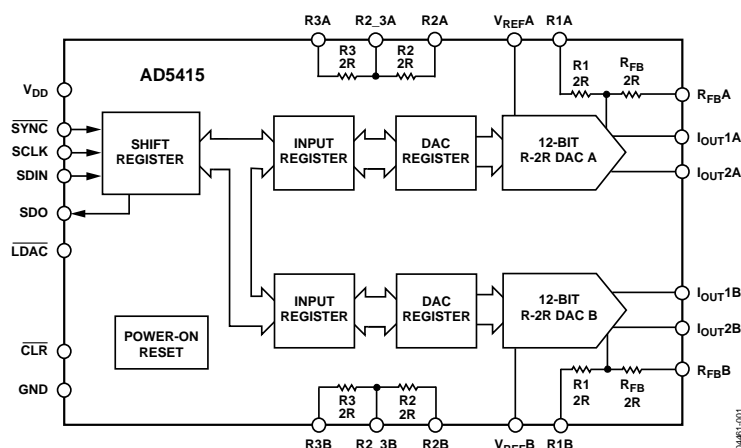 R3A R2_3A R2A VREFA R1A
R3 2R
R2 2R
R1 2R
RFB 2R
AD5415
VDD
SYNC
SCLK
SDIN
SDO
LDAC
CLR
GND
SHIFT REGISTER
INPUT REGISTER
DAC REGISTER
12-BIT R-2R DAC A
RFBA
IOUT1A
IOUT2A
INPUT REGISTER
DAC REGISTER
12-BIT R-2R DAC B
IOUT1B
IOUT2B
RFBB
POWER-ON RESET
R3 2R
R2 2R
R1 2R
RFB 2R
R3B R2_3B R2B VREFB R1B
04461-001